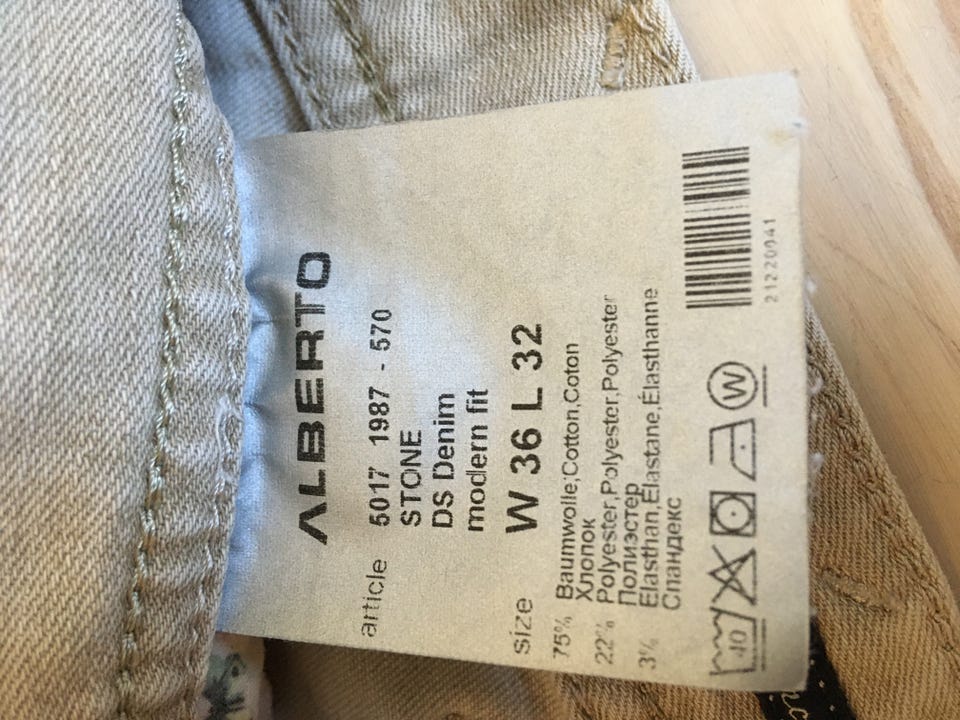 ALBERTO
article 5017 1987 - 570
STONE
DS Denim
modern fit
size W 36 L 32
75% Baumwolle,Cotton,Coton
Хлопок
22% Polyester,Polyester,Polyester
Полиэстер
3% Elasthan,Elastane,Élasthanne
Спандекс
40 W
21220041